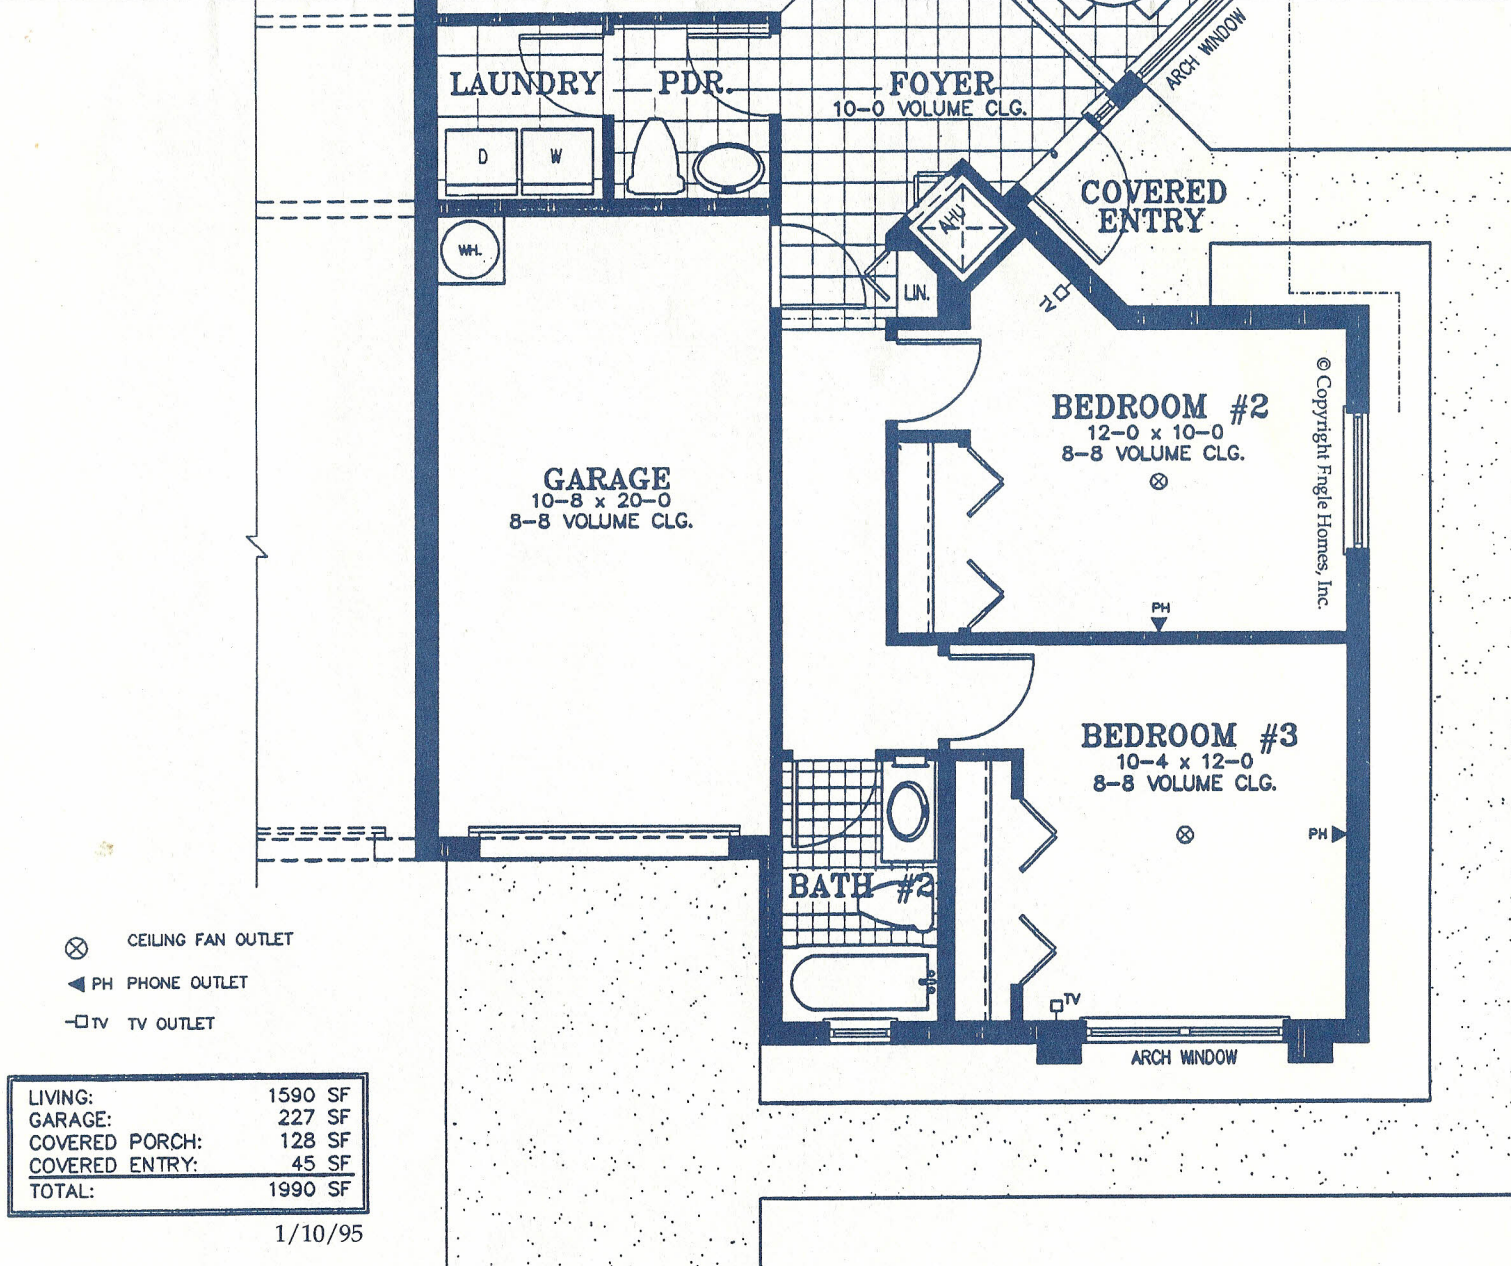 ARCH WINDOW
LAUNDRY
PDR.
FOYER
10-0 VOLUME CLG.
D
W
COVERED
ENTRY
AHU
WH.
LIN.
TV
BEDROOM #2
12-0 x 10-0
8-8 VOLUME CLG.
© Copyright Engle Homes, Inc.
GARAGE
10-8 x 20-0
8-8 VOLUME CLG.
PH
BEDROOM #3
10-4 x 12-0
8-8 VOLUME CLG.
PH
BATH #2
TV
ARCH WINDOW
CEILING FAN OUTLET
PH PHONE OUTLET
TV TV OUTLET
LIVING: 1590 SF
GARAGE: 227 SF
COVERED PORCH: 128 SF
COVERED ENTRY: 45 SF
TOTAL: 1990 SF
1/10/95